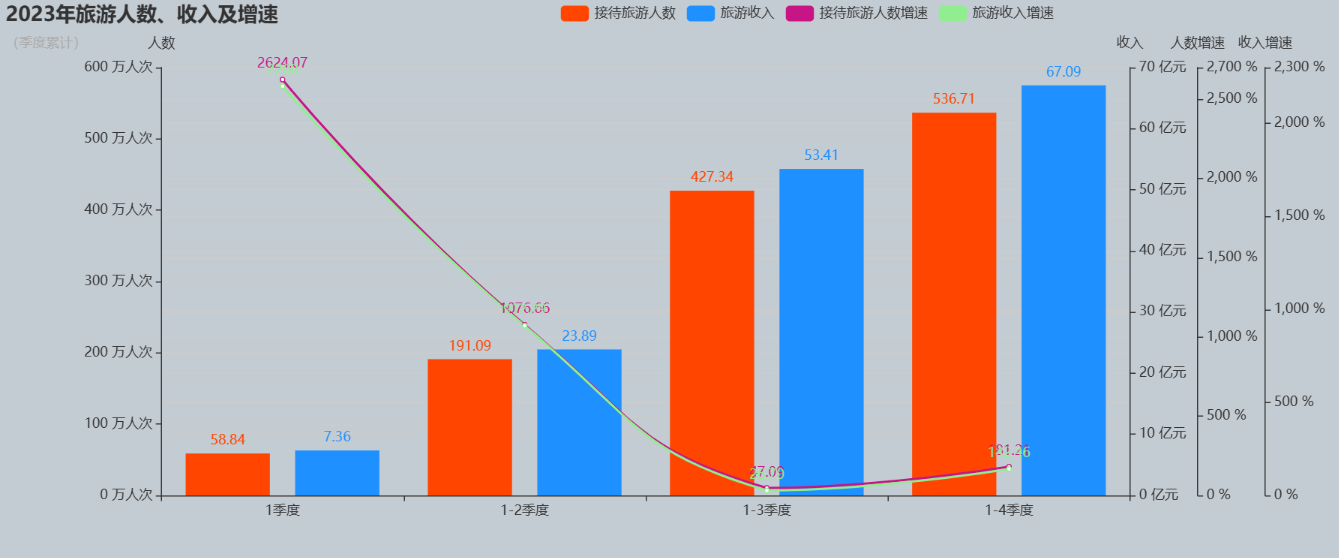 2023年旅游人数、收入及增速
(季度累计)
接待旅游人数 旅游收入 接待旅游人数增速 旅游收入增速
人数 收入 人数增速 收入增速
600 万人次
500 万人次
400 万人次
300 万人次
200 万人次
100 万人次
0 万人次
2624.07
1076.66
58.84
7.36
191.09
23.89
427.34
53.41
536.71
67.09
70 亿元
60 亿元
50 亿元
40 亿元
30 亿元
20 亿元
10 亿元
0 亿元
2,700 %
2,500 %
2,000 %
1,500 %
1,000 %
500 %
0 %
2,300 %
2,000 %
1,500 %
1,000 %
500 %
0 %
1季度 1-2季度 1-3季度 1-4季度